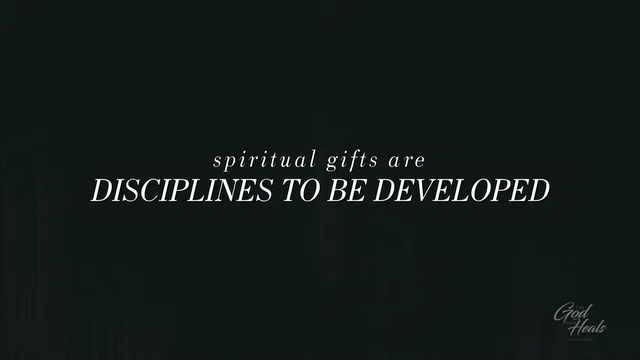 spiritual gifts are
DISCIPLINES TO BE DEVELOPED
God
Heals